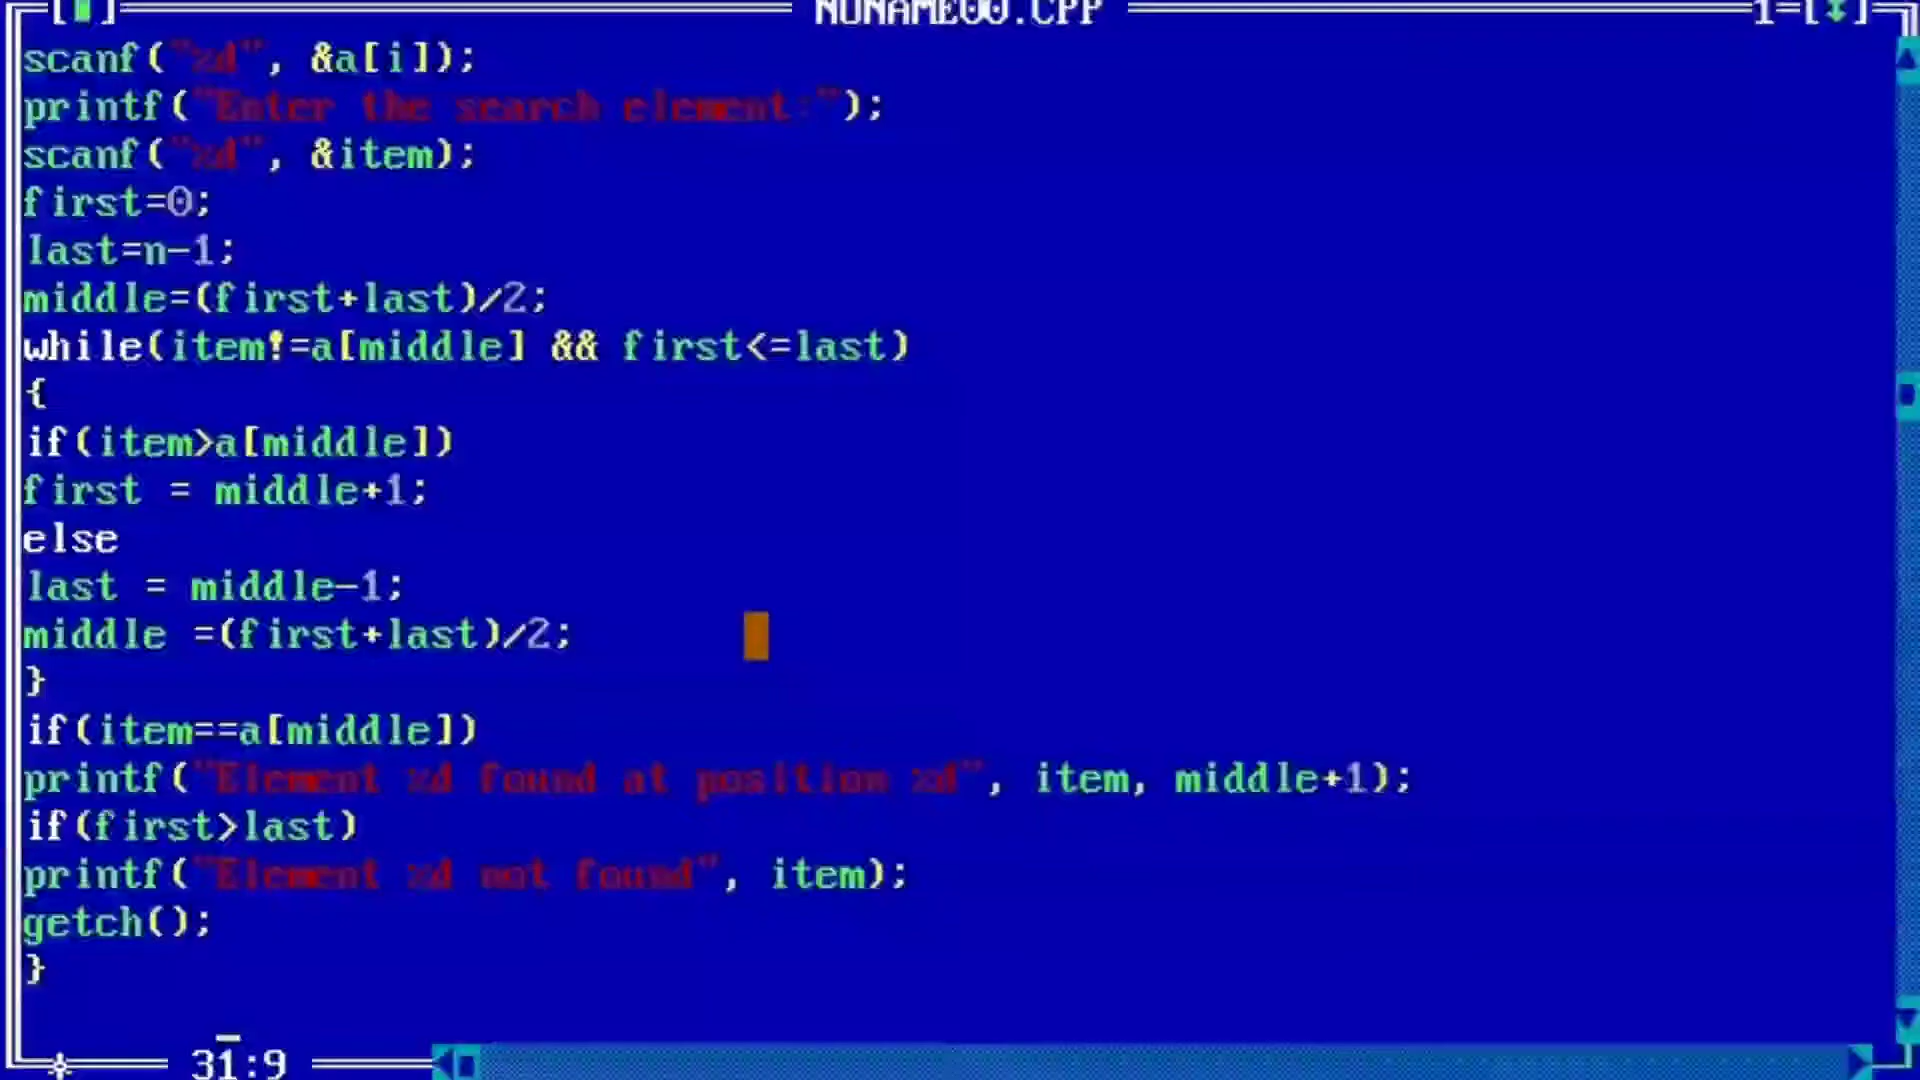 NONAME00.CPP 1
scanf("%d", &a[i]);
printf("Enter the search element:");
scanf("%d", &item);
first=0;
last=n-1;
middle=(first+last)/2;
while(item!=a[middle] && first<=last)
{
if(item>a[middle])
first = middle+1;
else
last = middle-1;
middle =(first+last)/2;
}
if(item==a[middle])
printf("Element %d found at position %d", item, middle+1);
if(first>last)
printf("Element %d not found", item);
getch();
}
31:9